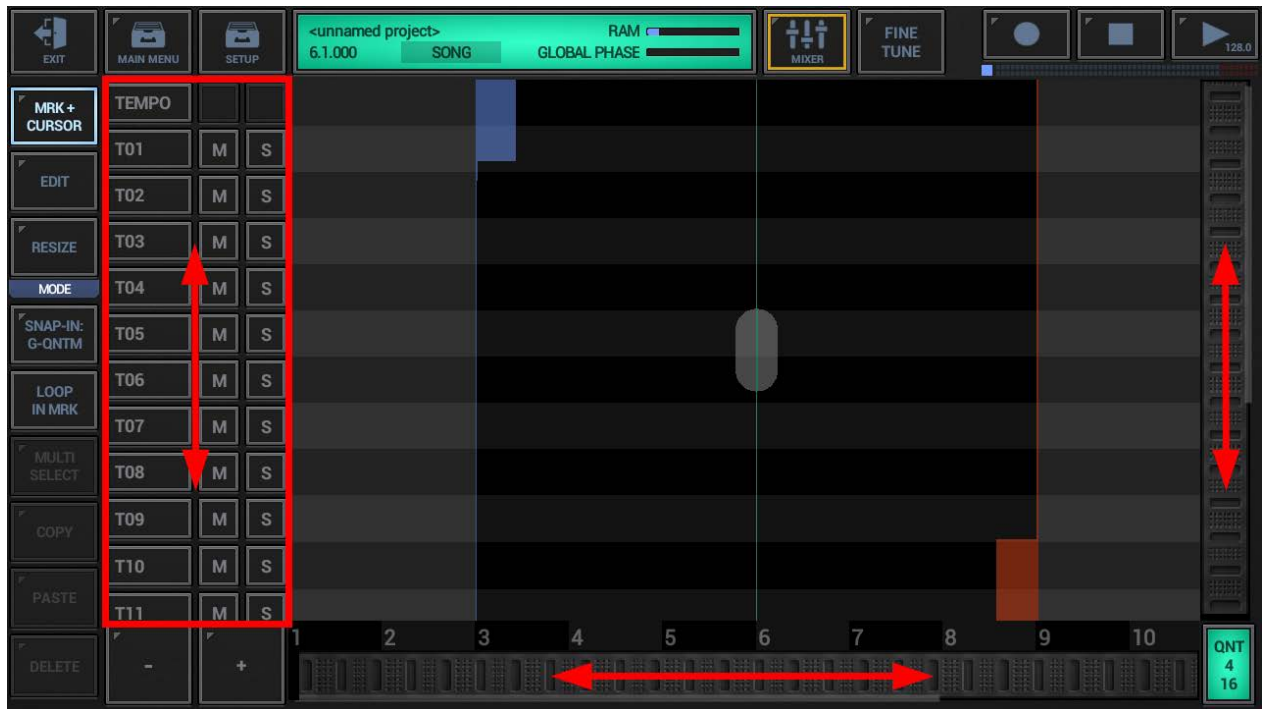 EXIT
MAIN MENU
SETUP
<unnamed project>
RAM
6.1.000
SONG
GLOBAL PHASE
MIXER
FINE
TUNE
128.0
MRK +
CURSOR
EDIT
RESIZE
MODE
SNAP-IN:
G-QNTM
LOOP
IN MRK
MULTI
SELECT
COPY
PASTE
DELETE
TEMPO
T01 M S
T02 M S
T03 M S
T04 M S
T05 M S
T06 M S
T07 M S
T08 M S
T09 M S
T10 M S
T11 M S
- +
1 2 3 4 5 6 7 8 9 10
QNT
4
16